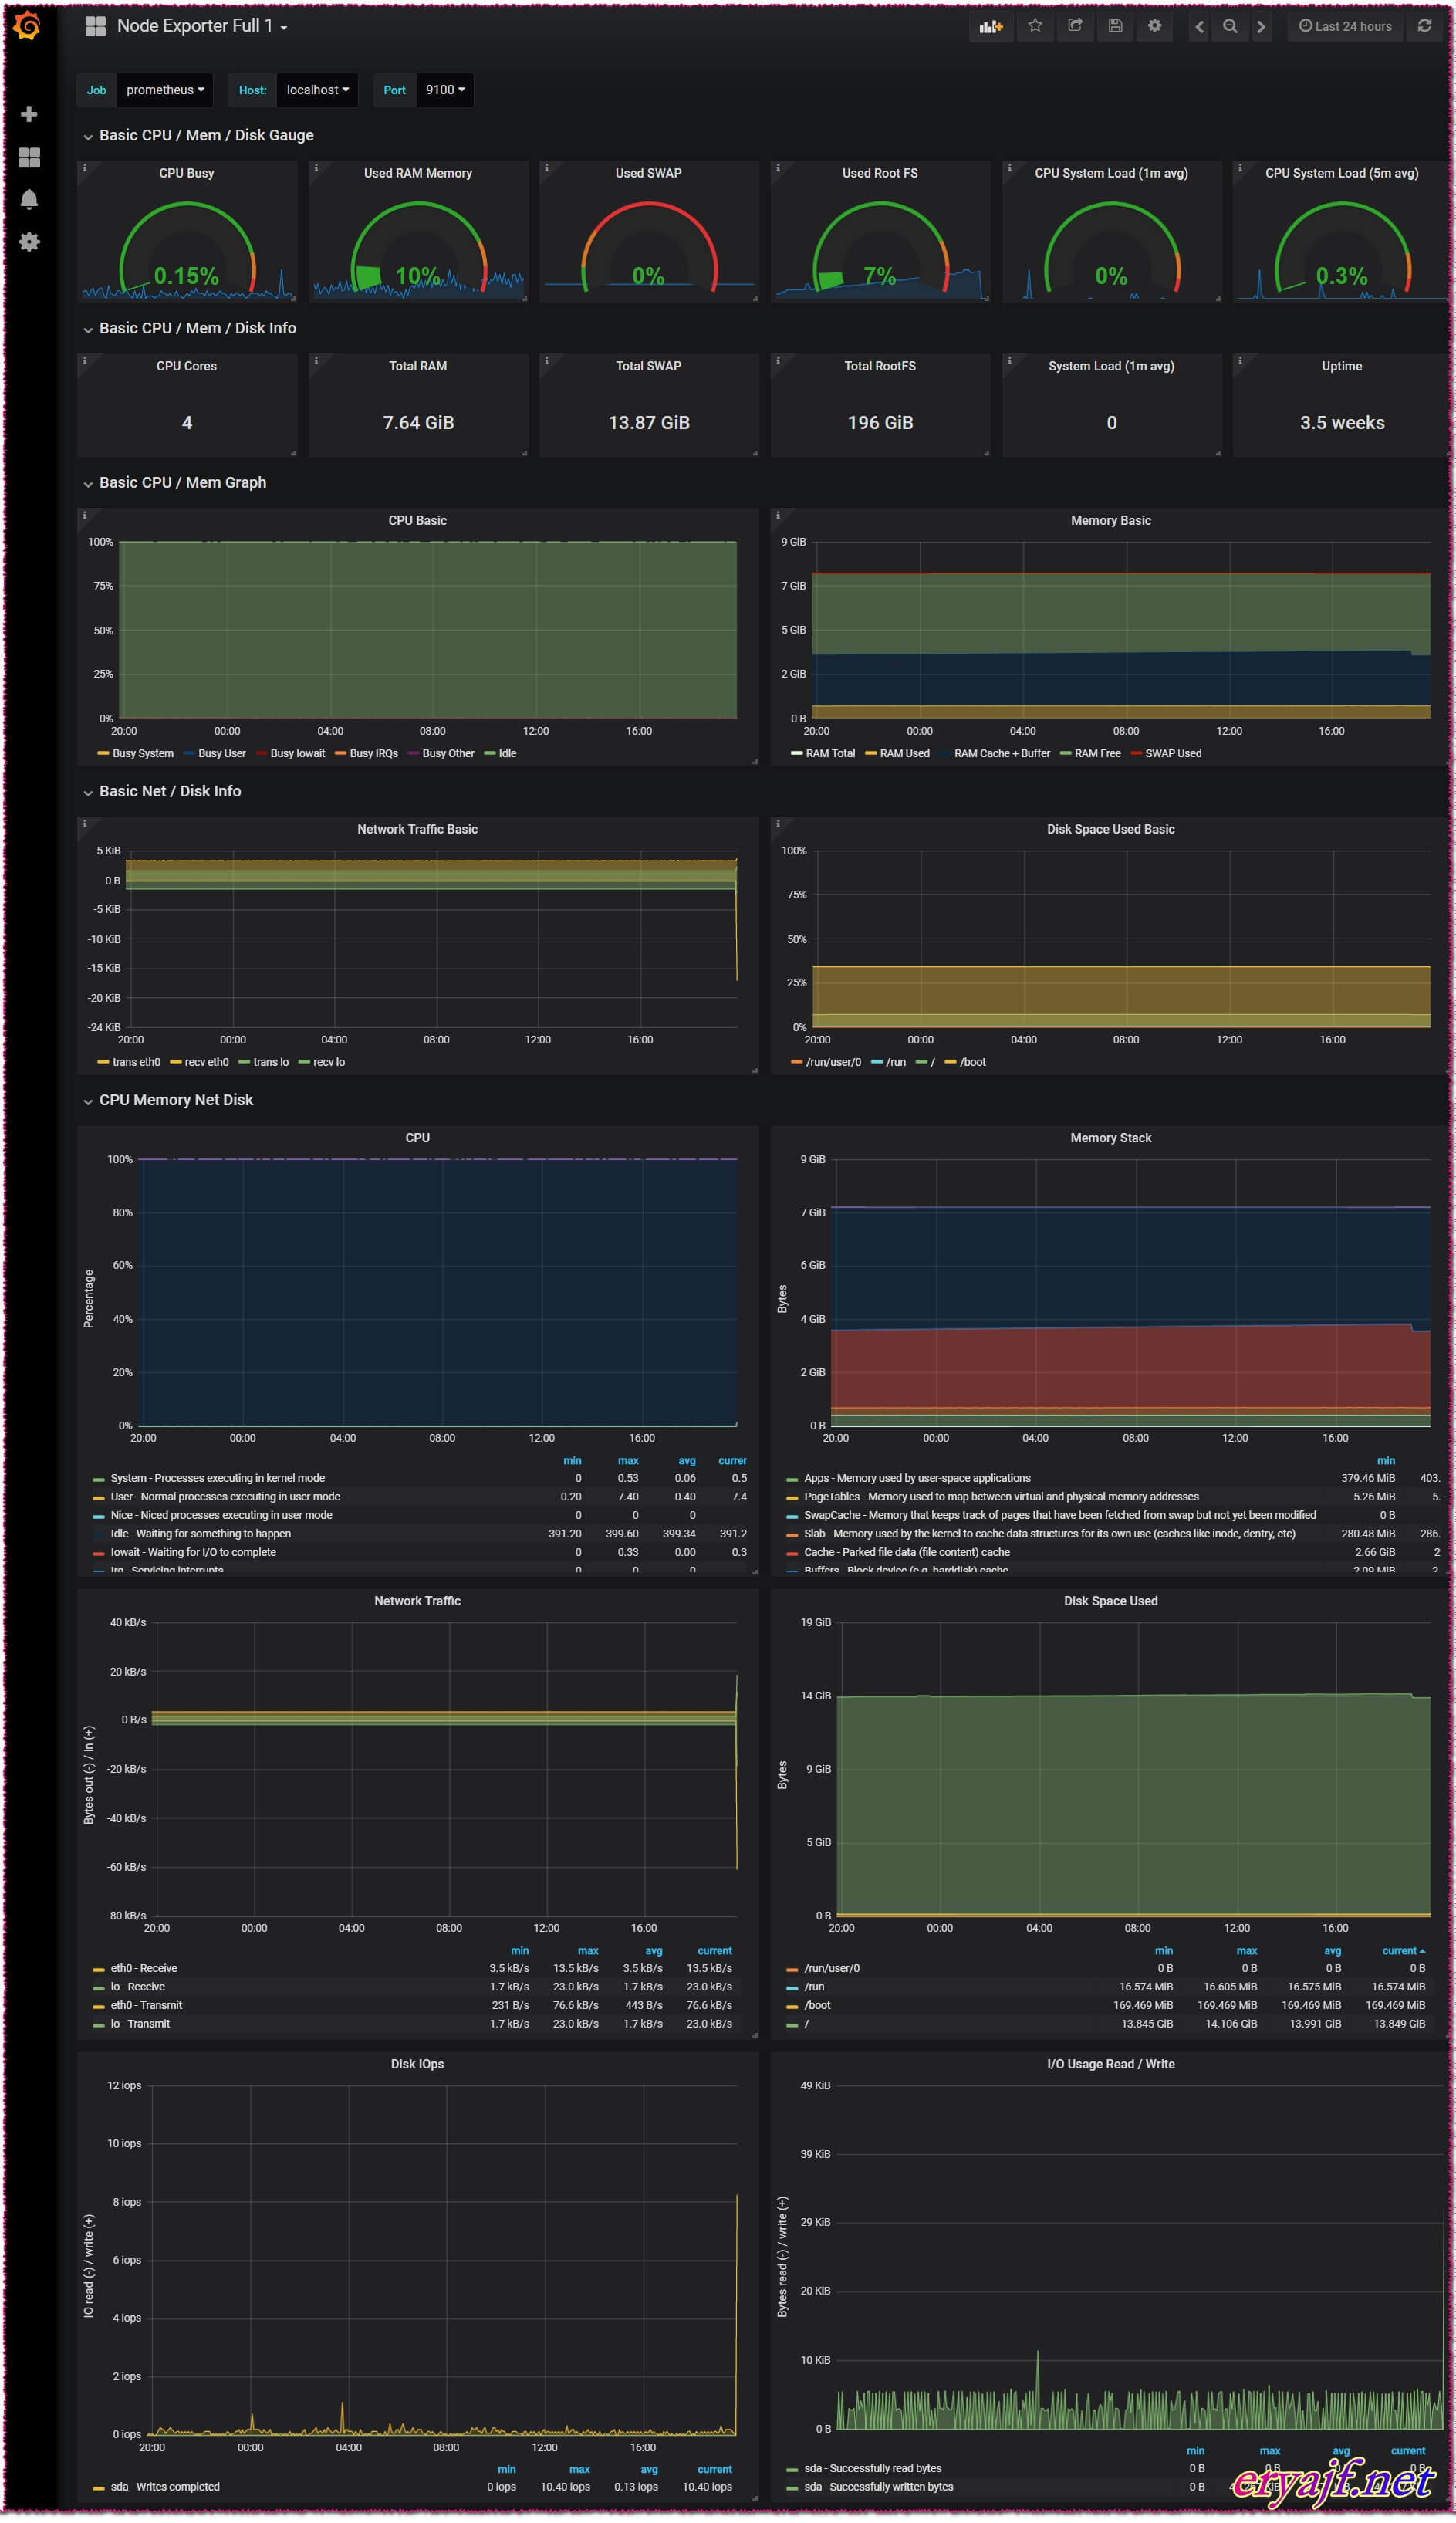 Node Exporter Full 1
Last 24 hours
Job prometheus Host: localhost Port 9100
Basic CPU / Mem / Disk Gauge
CPU Busy Used RAM Memory Used SWAP Used Root FS CPU System Load (1m avg) CPU System Load (5m avg)
0.15% 10% 0% 7% 0% 0.3%
Basic CPU / Mem / Disk Info
CPU Cores Total RAM Total SWAP Total RootFS System Load (1m avg) Uptime
4 7.64 GiB 13.87 GiB 196 GiB 0 3.5 weeks
Basic CPU / Mem Graph
CPU Basic
100%
75%
50%
25%
0%
20:00 00:00 04:00 08:00 12:00 16:00
Busy System Busy User Busy Iowait Busy IRQs Busy Other Idle
Memory Basic
9 GiB
7 GiB
5 GiB
2 GiB
0 B
20:00 00:00 04:00 08:00 12:00 16:00
RAM Total RAM Used RAM Cache + Buffer RAM Free SWAP Used
Basic Net / Disk Info
Network Traffic Basic
5 KiB
0 B
-5 KiB
-10 KiB
-15 KiB
-20 KiB
-24 KiB
20:00 00:00 04:00 08:00 12:00 16:00
trans eth0 recv eth0 trans lo recv lo
Disk Space Used Basic
100%
75%
50%
25%
0%
20:00 00:00 04:00 08:00 12:00 16:00
/run/user/0 /run / /boot
CPU Memory Net Disk
CPU
Percentage
100%
80%
60%
40%
20%
0%
20:00 00:00 04:00 08:00 12:00 16:00
min max avg currer
System - Processes executing in kernel mode 0 0.53 0.06 0.5
User - Normal processes executing in user mode 0.20 7.40 0.40 7.4
Nice - Niced processes executing in user mode 0 0 0 0
Idle - Waiting for something to happen 391.20 399.60 399.34 391.2
Iowait - Waiting for I/O to complete 0 0.33 0.00 0.3
Irq - Servicing interrupts 0 0 0 0
Memory Stack
Bytes
9 GiB
7 GiB
6 GiB
4 GiB
2 GiB
0 B
20:00 00:00 04:00 08:00 12:00 16:00
min
Apps - Memory used by user-space applications 379.46 MiB 403.
PageTables - Memory used to map between virtual and physical memory addresses 5.26 MiB 5.
SwapCache - Memory that keeps track of pages that have been fetched from swap but not yet been modified 0 B
Slab - Memory used by the kernel to cache data structures for its own use (caches like inode, dentry, etc) 280.48 MiB 286.
Cache - Parked file data (file content) cache 2.66 GiB 2
Buffers - Block device (e.g. harddisk) cache 2.09 MiB 2.
Network Traffic
Bytes out (-) / in (+)
40 kB/s
20 kB/s
0 B/s
-20 kB/s
-40 kB/s
-60 kB/s
-80 kB/s
20:00 00:00 04:00 08:00 12:00 16:00
min max avg current
eth0 - Receive 3.5 kB/s 13.5 kB/s 3.5 kB/s 13.5 kB/s
lo - Receive 1.7 kB/s 23.0 kB/s 1.7 kB/s 23.0 kB/s
eth0 - Transmit 231 B/s 76.6 kB/s 443 B/s 76.6 kB/s
lo - Transmit 1.7 kB/s 23.0 kB/s 1.7 kB/s 23.0 kB/s
Disk Space Used
Bytes
19 GiB
14 GiB
9 GiB
5 GiB
0 B
20:00 00:00 04:00 08:00 12:00 16:00
min max avg current
/run/user/0 0 B 0 B 0 B 0 B
/run 16.574 MiB 16.605 MiB 16.575 MiB 16.574 MiB
/boot 169.469 MiB 169.469 MiB 169.469 MiB 169.469 MiB
/ 13.845 GiB 14.106 GiB 13.991 GiB 13.849 GiB
Disk IOps
IO read (-) / write (+)
12 iops
10 iops
8 iops
6 iops
4 iops
2 iops
0 iops
20:00 00:00 04:00 08:00 12:00 16:00
min max avg current
sda - Writes completed 0 iops 10.40 iops 0.13 iops 10.40 iops
I/O Usage Read / Write
Bytes read (-) / write (+)
49 KiB
39 KiB
29 KiB
20 KiB
10 KiB
0 B
min max avg current
sda - Successfully read bytes 0 B 0 B 0 B
sda - Successfully written bytes 0 B
eryajf.net